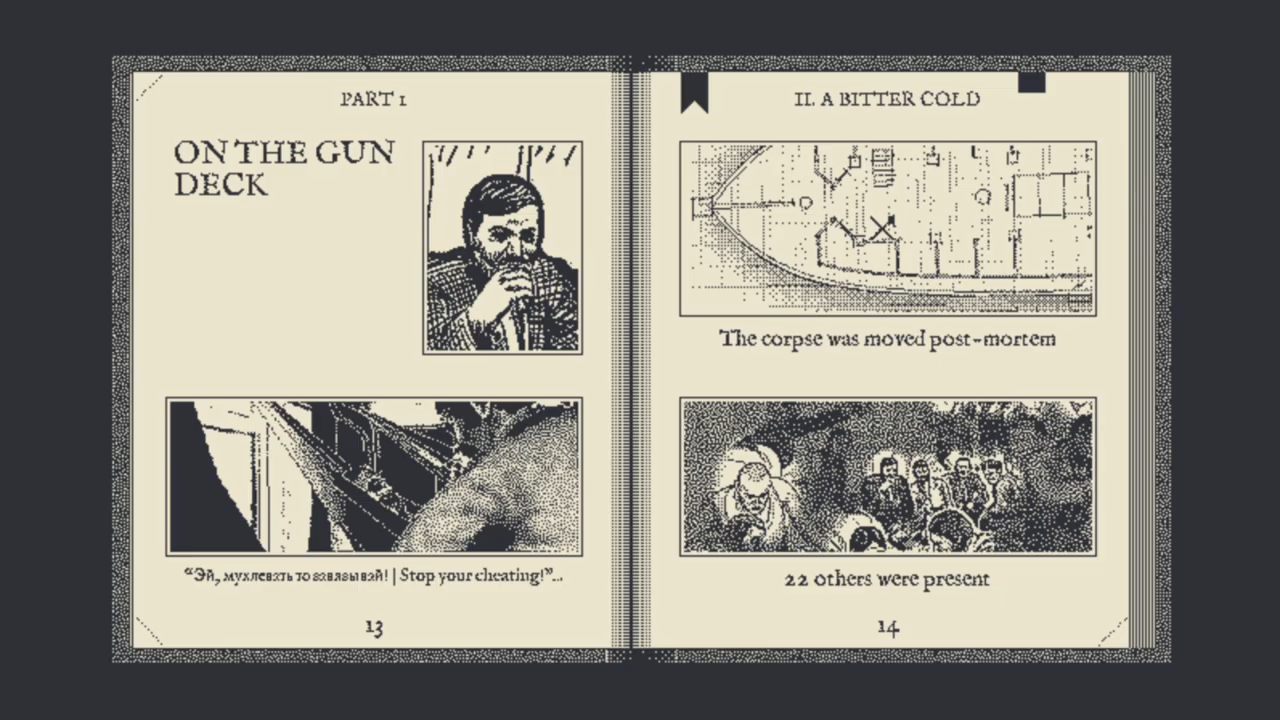 PART 1
ON THE GUN
DECK
“Эй, мухлевать то завязывай! | Stop your cheating!”...
13
II. A BITTER COLD
The corpse was moved post-mortem
22 others were present
14